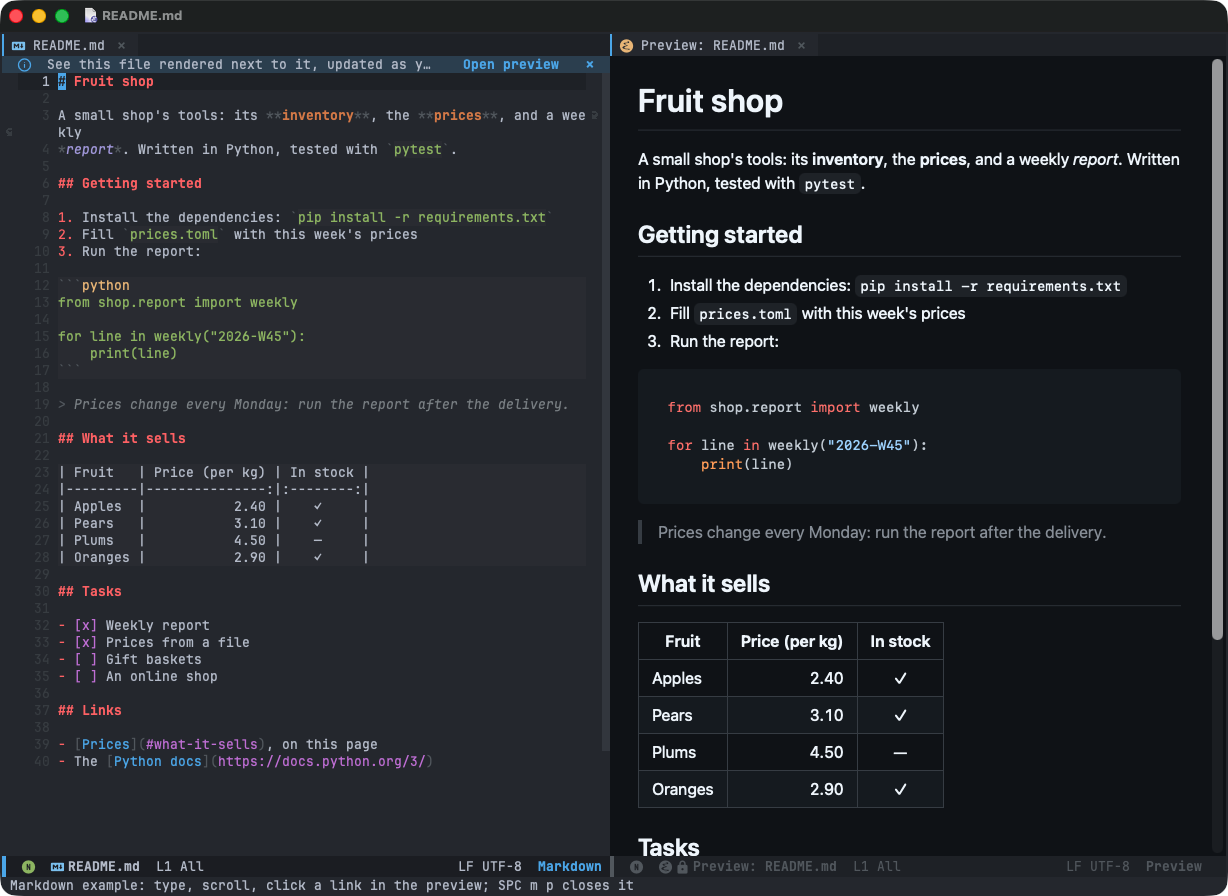 README.md
README.md ×
See this file rendered next to it, updated as y… Open preview ×
1 # Fruit shop
2
3 A small shop's tools: its **inventory**, the **prices**, and a wee
kly
4 *report*. Written in Python, tested with `pytest`.
5
6 ## Getting started
7
8 1. Install the dependencies: `pip install -r requirements.txt`
9 2. Fill `prices.toml` with this week's prices
10 3. Run the report:
11
12 ```python
13 from shop.report import weekly
14
15 for line in weekly("2026-W45"):
16     print(line)
17 ```
18
19 > Prices change every Monday: run the report after the delivery.
20
21 ## What it sells
22
23 | Fruit   | Price (per kg) | In stock |
24 |---------|---------------:|:--------:|
25 | Apples  |           2.40 |    ✓     |
26 | Pears   |           3.10 |    ✓     |
27 | Plums   |           4.50 |    —     |
28 | Oranges |           2.90 |    ✓     |
29
30 ## Tasks
31
32 - [x] Weekly report
33 - [x] Prices from a file
34 - [ ] Gift baskets
35 - [ ] An online shop
36
37 ## Links
38
39 - [Prices](#what-it-sells), on this page
40 - The [Python docs](https://docs.python.org/3/)
N README.md L1 All LF UTF-8 Markdown
Preview: README.md ×
Fruit shop
A small shop's tools: its inventory, the prices, and a weekly report. Written
in Python, tested with pytest.
Getting started
1. Install the dependencies: pip install -r requirements.txt
2. Fill prices.toml with this week's prices
3. Run the report:
from shop.report import weekly
for line in weekly("2026-W45"):
    print(line)
Prices change every Monday: run the report after the delivery.
What it sells
Fruit Price (per kg) In stock
Apples 2.40 ✓
Pears 3.10 ✓
Plums 4.50 —
Oranges 2.90 ✓
Tasks
N Preview: README.md L1 All LF UTF-8 Preview
Markdown example: type, scroll, click a link in the preview; SPC m p closes it